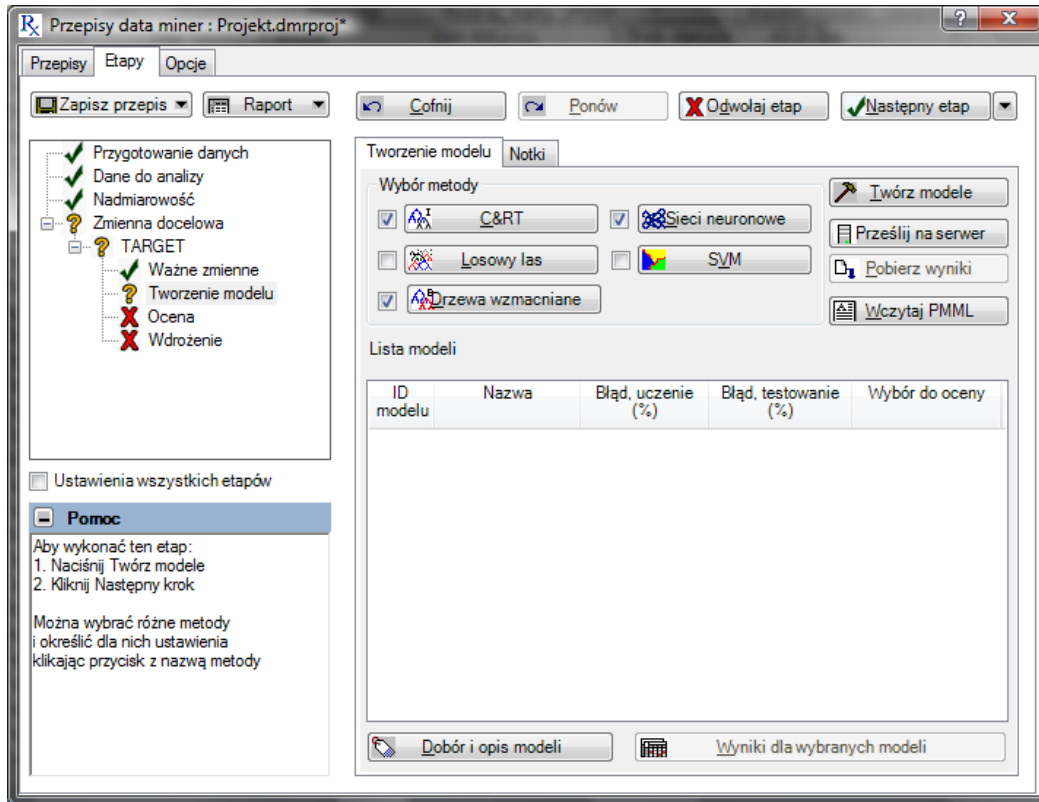 Przepisy data miner : Projekt.dmrproj*
Przepisy Etapy Opcje
Zapisz przepis Raport Cofnij Ponów Odwołaj etap Następny etap
Przygotowanie danych
Dane do analizy
Nadmiarowość
Zmienna docelowa
TARGET
Ważne zmienne
Tworzenie modelu
Ocena
Wdrożenie
Ustawienia wszystkich etapów
Pomoc
Aby wykonać ten etap:
1. Naciśnij Twórz modele
2. Kliknij Następny krok
Można wybrać różne metody
i określić dla nich ustawienia
klikając przycisk z nazwą metody
Tworzenie modelu Notki
Wybór metody
C&RT Sieci neuronowe
Losowy las SVM
Drzewa wzmacniane
Twórz modele
Prześlij na serwer
Pobierz wyniki
Wczytaj PMML
Lista modeli
ID modelu Nazwa Błąd, uczenie (%) Błąd, testowanie (%) Wybór do oceny
Dobór i opis modeli Wyniki dla wybranych modeli